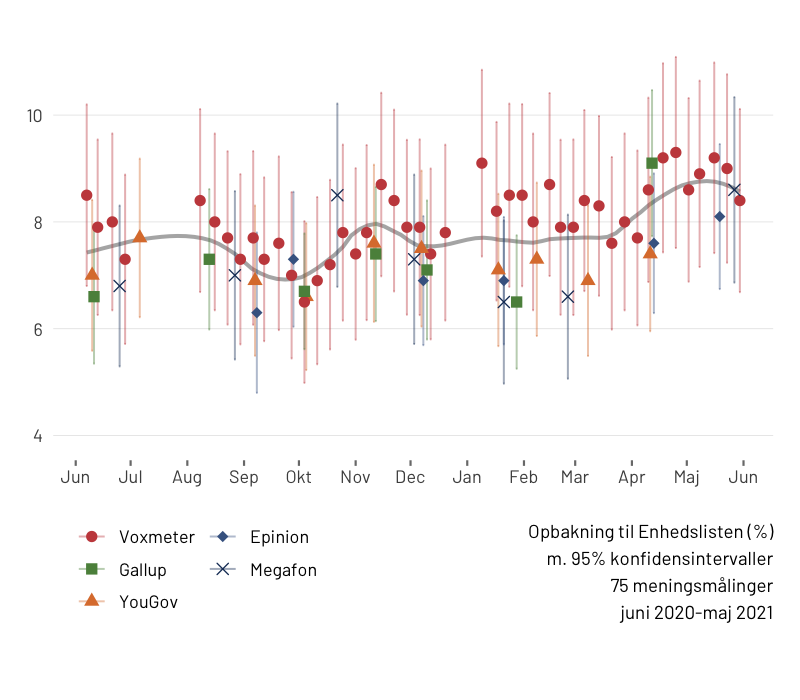 10
8
6
4
Jun Jul Aug Sep Okt Nov Dec Jan Feb Mar Apr Maj Jun
Voxmeter Epinion
Gallup Megafon
YouGov
Opbakning til Enhedslisten (%)
m. 95% konfidensintervaller
75 meningsmålinger
juni 2020-maj 2021